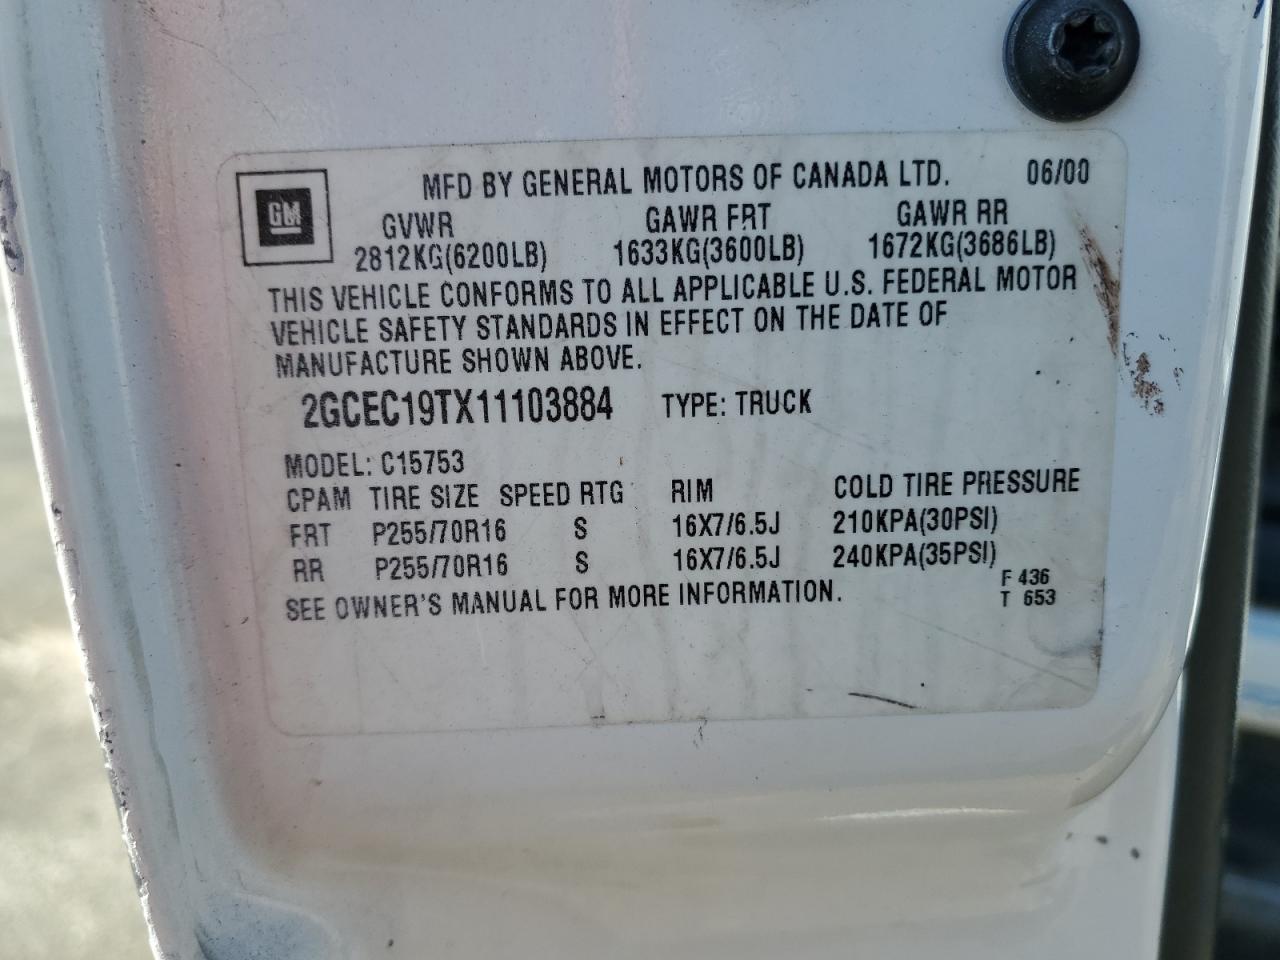 MFD BY GENERAL MOTORS OF CANADA LTD. 06/00
GM
GVWR GAWR FRT GAWR RR
2812KG(6200LB) 1633KG(3600LB) 1672KG(3686LB)
THIS VEHICLE CONFORMS TO ALL APPLICABLE U.S. FEDERAL MOTOR
VEHICLE SAFETY STANDARDS IN EFFECT ON THE DATE OF
MANUFACTURE SHOWN ABOVE.
2GCEC19TX11103884 TYPE: TRUCK
MODEL: C15753
CPAM TIRE SIZE SPEED RTG RIM COLD TIRE PRESSURE
FRT P255/70R16 S 16X7/6.5J 210KPA(30PSI)
RR P255/70R16 S 16X7/6.5J 240KPA(35PSI)
SEE OWNER'S MANUAL FOR MORE INFORMATION.
F 436
T 653